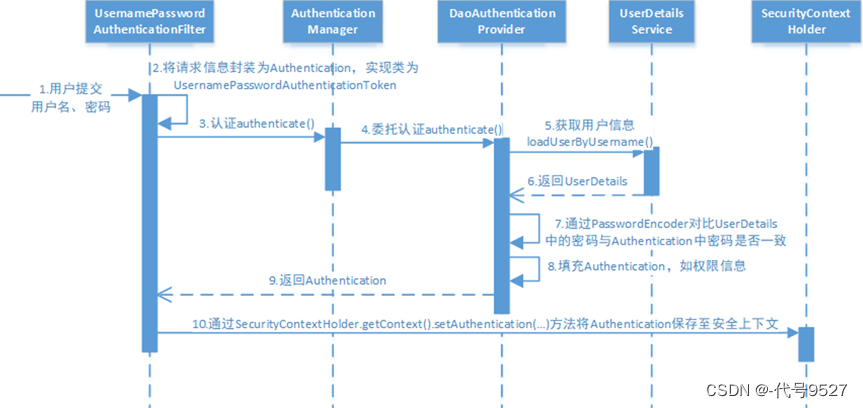 UsernamePassword
AuthenticationFilter
Authentication
Manager
DaoAuthentication
Provider
UserDetails
Service
SecurityContext
Holder
1.用户提交
用户名、密码
2.将请求信息封装为Authentication，实现类为
UsernamePasswordAuthenticationToken
3.认证authenticate()
4.委托认证authenticate()
5.获取用户信息
loadUserByUsername()
6.返回UserDetails
7.通过PasswordEncoder对比UserDetails
中的密码与Authentication中密码是否一致
8.填充Authentication，如权限信息
9.返回Authentication
10.通过SecurityContextHolder.getContext().setAuthentication(...)方法将Authentication保存至安全上下文
CSDN @-代号9527